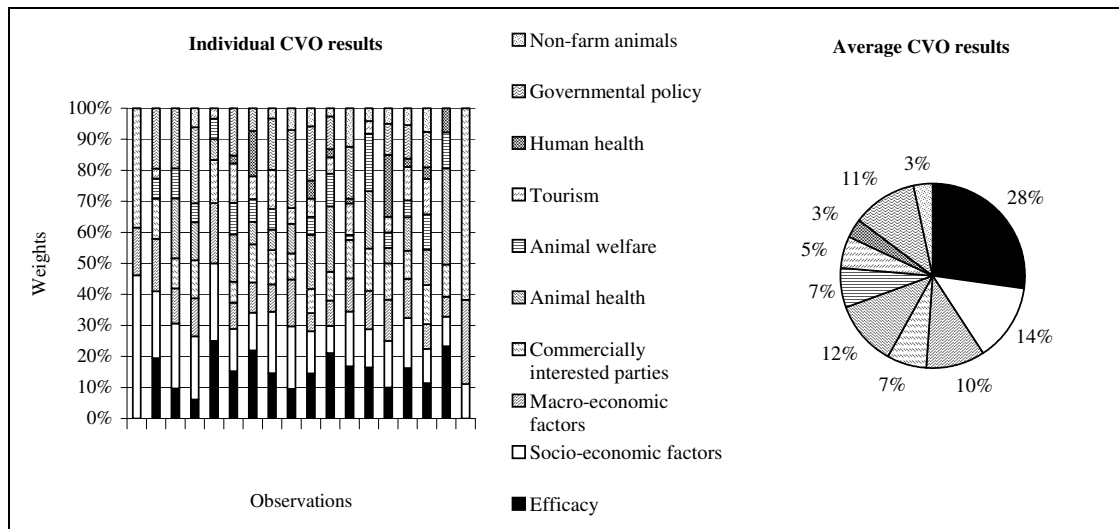 Individual CVO results
100%
90%
80%
70%
60%
50%
40%
30%
20%
10%
0%
Weights
Observations
Non-farm animals
Governmental policy
Human health
Tourism
Animal welfare
Animal health
Commercially
interested parties
Macro-economic
factors
Socio-economic factors
Efficacy
Average CVO results
28%
14%
10%
7%
12%
7%
5%
3%
11%
3%